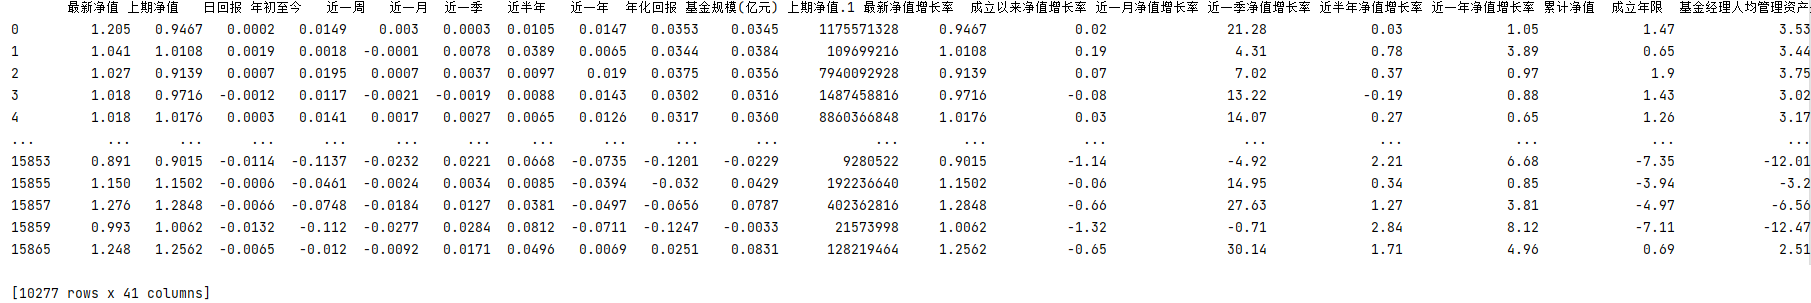 最新净值 上期净值 日回报 年初至今 近一周 近一月 近一季 近半年 近一年 年化回报 基金规模(亿元) 上期净值.1 最新净值增长率 成立以来净值增长率 近一月净值增长率 近一季净值增长率 近半年净值增长率 近一年净值增长率 累计净值 成立年限 基金经理人均管理资产
0 1.205 0.9467 0.0002 0.0149 0.003 0.0003 0.0105 0.0147 0.0353 0.0345 1175571328 0.9467 0.02 21.28 0.03 1.05 1.47 3.53
1 1.041 1.0108 0.0019 0.0018 -0.0001 0.0078 0.0389 0.0065 0.0344 0.0384 109699216 1.0108 0.19 4.31 0.78 3.89 0.65 3.44
2 1.027 0.9139 0.0007 0.0195 0.0007 0.0037 0.0097 0.019 0.0375 0.0356 7940092928 0.9139 0.07 7.02 0.37 0.97 1.9 3.75
3 1.018 0.9716 -0.0012 0.0117 -0.0021 -0.0019 0.0088 0.0143 0.0302 0.0316 1487458816 0.9716 -0.08 13.22 -0.19 0.88 1.43 3.02
4 1.018 1.0176 0.0003 0.0141 0.0017 0.0027 0.0065 0.0126 0.0317 0.0360 8860366848 1.0176 0.03 14.07 0.27 0.65 1.26 3.17
... ... ... ... ... ... ... ... ... ... ... ... ... ... ... ... ... ... ...
15853 0.891 0.9015 -0.0114 -0.1137 -0.0232 0.0221 0.0668 -0.0735 -0.1201 -0.0229 9280522 0.9015 -1.14 -4.92 2.21 6.68 -7.35 -12.01
15855 1.150 1.1502 -0.0006 -0.0461 -0.0024 0.0034 0.0085 -0.0394 -0.032 0.0429 192236640 1.1502 -0.06 14.95 0.34 0.85 -3.94 -3.2
15857 1.276 1.2848 -0.0066 -0.0748 -0.0184 0.0127 0.0381 -0.0497 -0.0656 0.0787 402362816 1.2848 -0.66 27.63 1.27 3.81 -4.97 -6.56
15859 0.993 1.0062 -0.0132 -0.112 -0.0277 0.0284 0.0812 -0.0711 -0.1247 -0.0033 21573998 1.0062 -1.32 -0.71 2.84 8.12 -7.11 -12.47
15865 1.248 1.2562 -0.0065 -0.012 -0.0092 0.0171 0.0496 0.0069 0.0251 0.0831 128219464 1.2562 -0.65 30.14 1.71 4.96 0.69 2.51
[10277 rows x 41 columns]